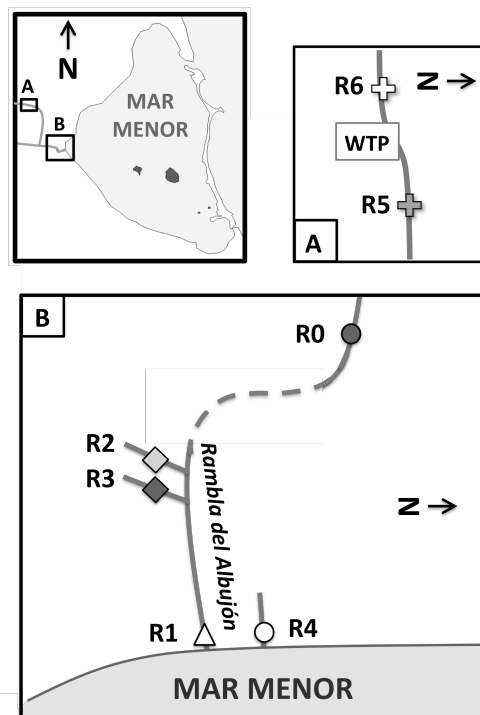 N
A
B
MAR
MENOR
R6
N
WTP
R5
A
B
R0
R2
R3
Rambla del Albujón
N
R1
R4
MAR MENOR